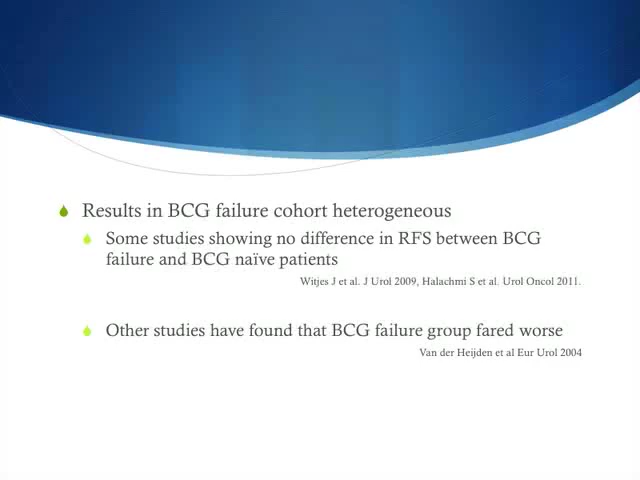 Results in BCG failure cohort heterogeneous
Some studies showing no difference in RFS between BCG
failure and BCG naïve patients
Witjes J et al. J Urol 2009, Halachmi S et al. Urol Oncol 2011.
Other studies have found that BCG failure group fared worse
Van der Heijden et al Eur Urol 2004